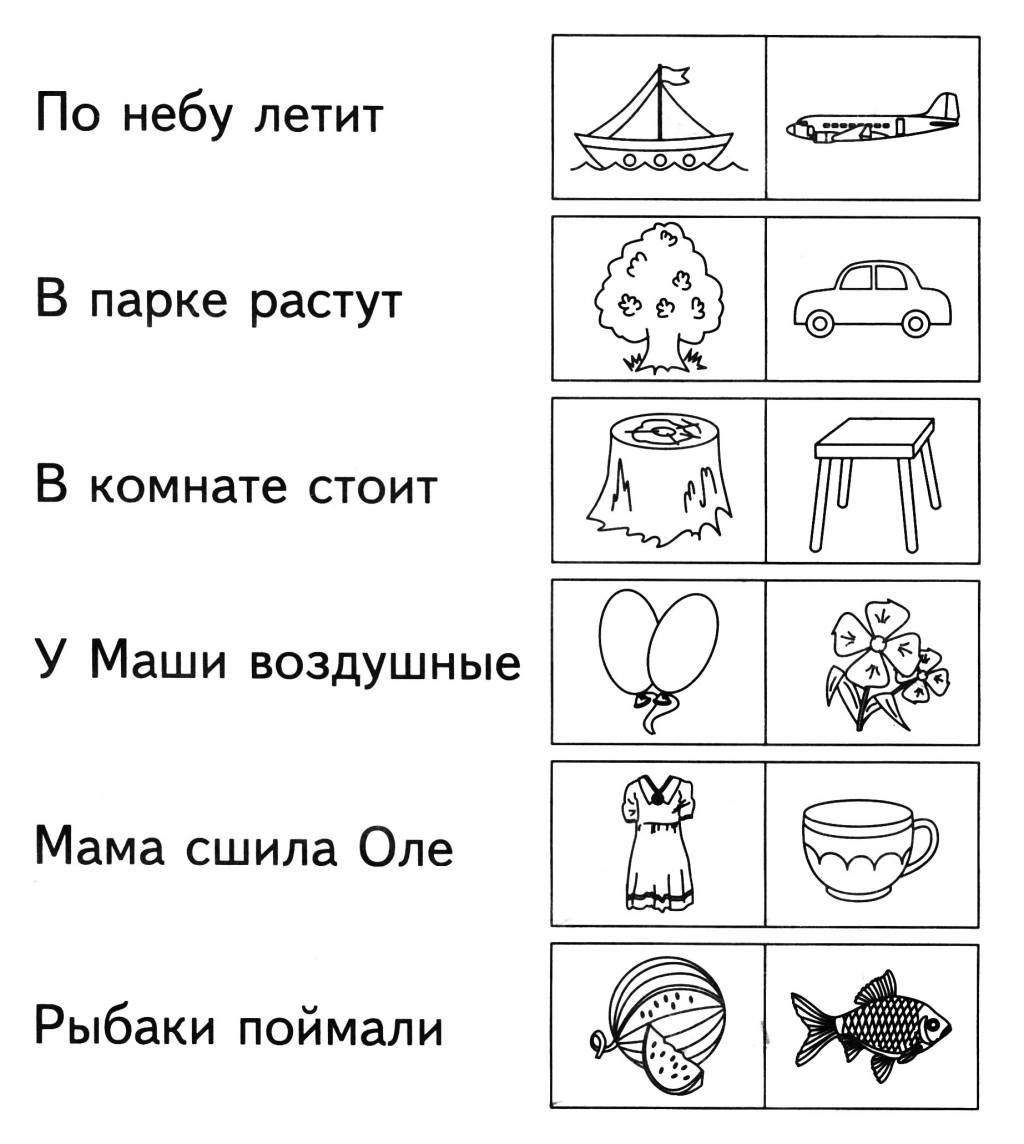 По небу летит
В парке растут
В комнате стоит
У Маши воздушные
Мама сшила Оле
Рыбаки поймали